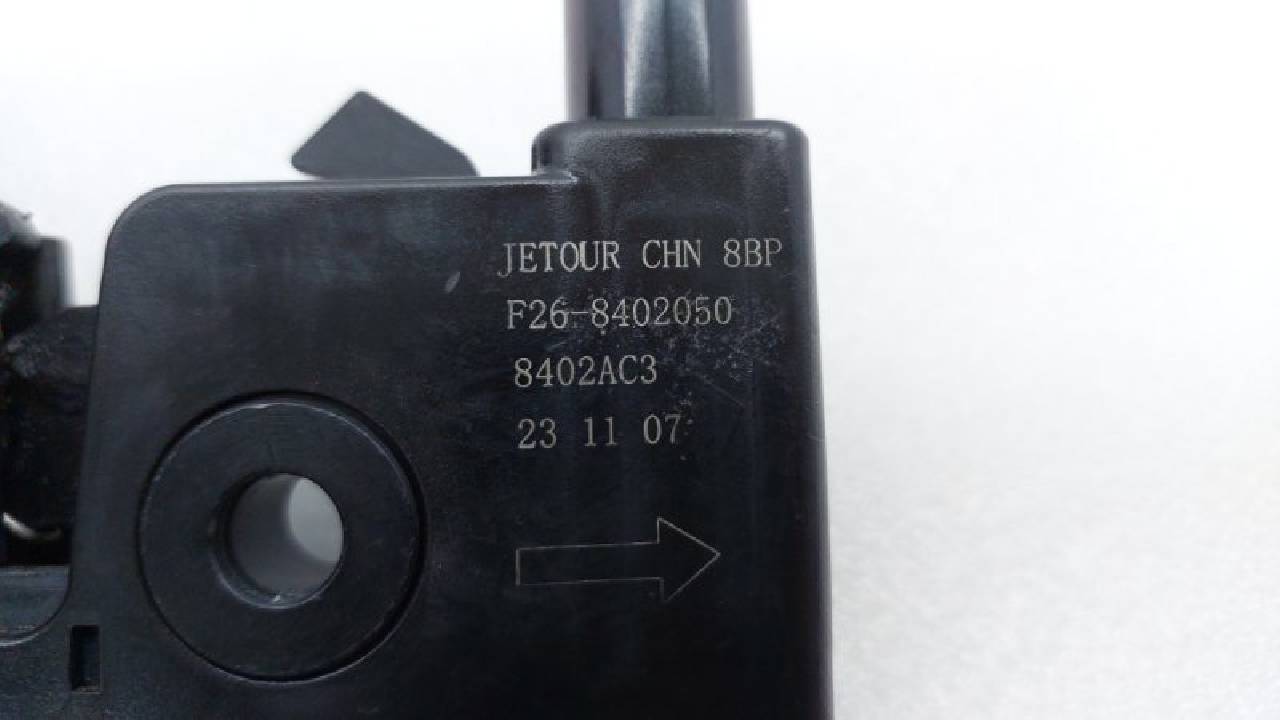 JETOUR CHN 8BP
F26-8402050
8402AC3
23 11 07